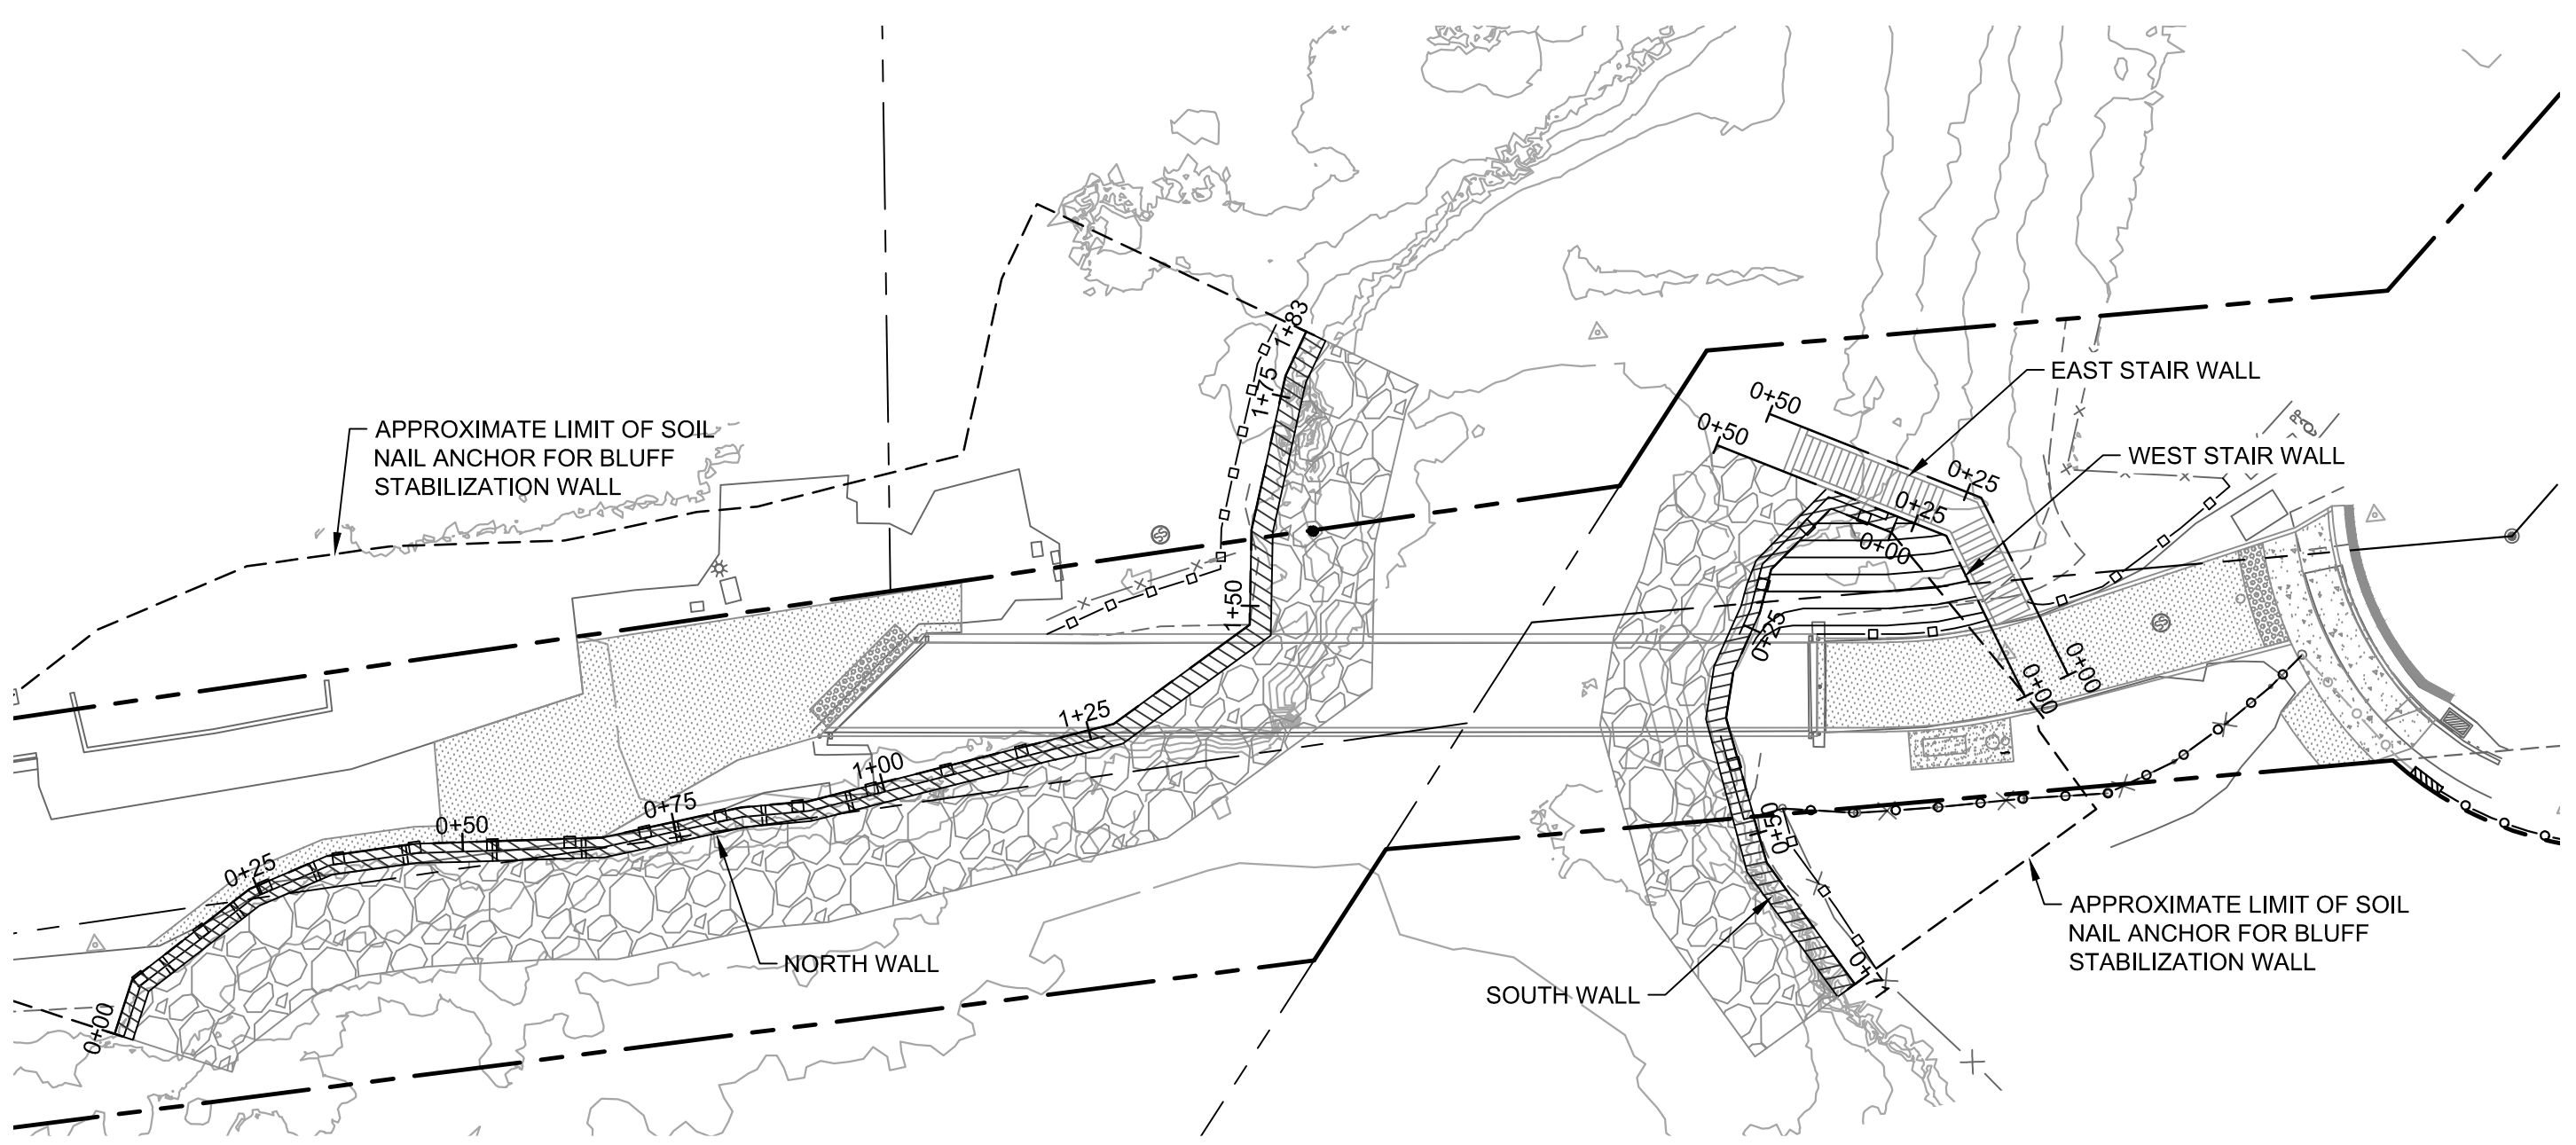 1+83
1+75
EAST STAIR WALL
0+50
0+50
APPROXIMATE LIMIT OF SOIL
NAIL ANCHOR FOR BLUFF
STABILIZATION WALL
WEST STAIR WALL
0+25
0+25
0+00
1+50
0+25
0+00
0+00
1+25
1+00
0+75
0+50
0+50
0+25
APPROXIMATE LIMIT OF SOIL
NAIL ANCHOR FOR BLUFF
STABILIZATION WALL
NORTH WALL
0+71
SOUTH WALL
0+00